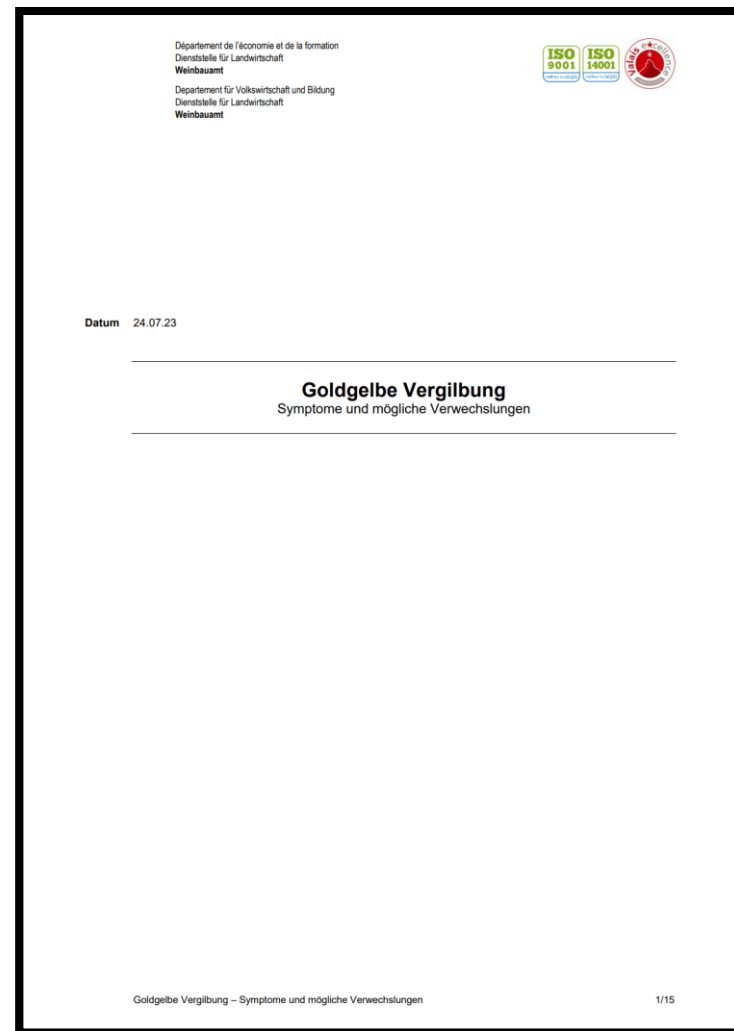 Département de l'économie et de la formation
Dienststelle für Landwirtschaft
Weinbauamt
Departement für Volkswirtschaft und Bildung
Dienststelle für Landwirtschaft
Weinbauamt
ISO 9001
ISO 14001
Valais excellence
Datum 24.07.23
Goldgelbe Vergilbung
Symptome und mögliche Verwechslungen
Goldgelbe Vergilbung – Symptome und mögliche Verwechslungen 1/15